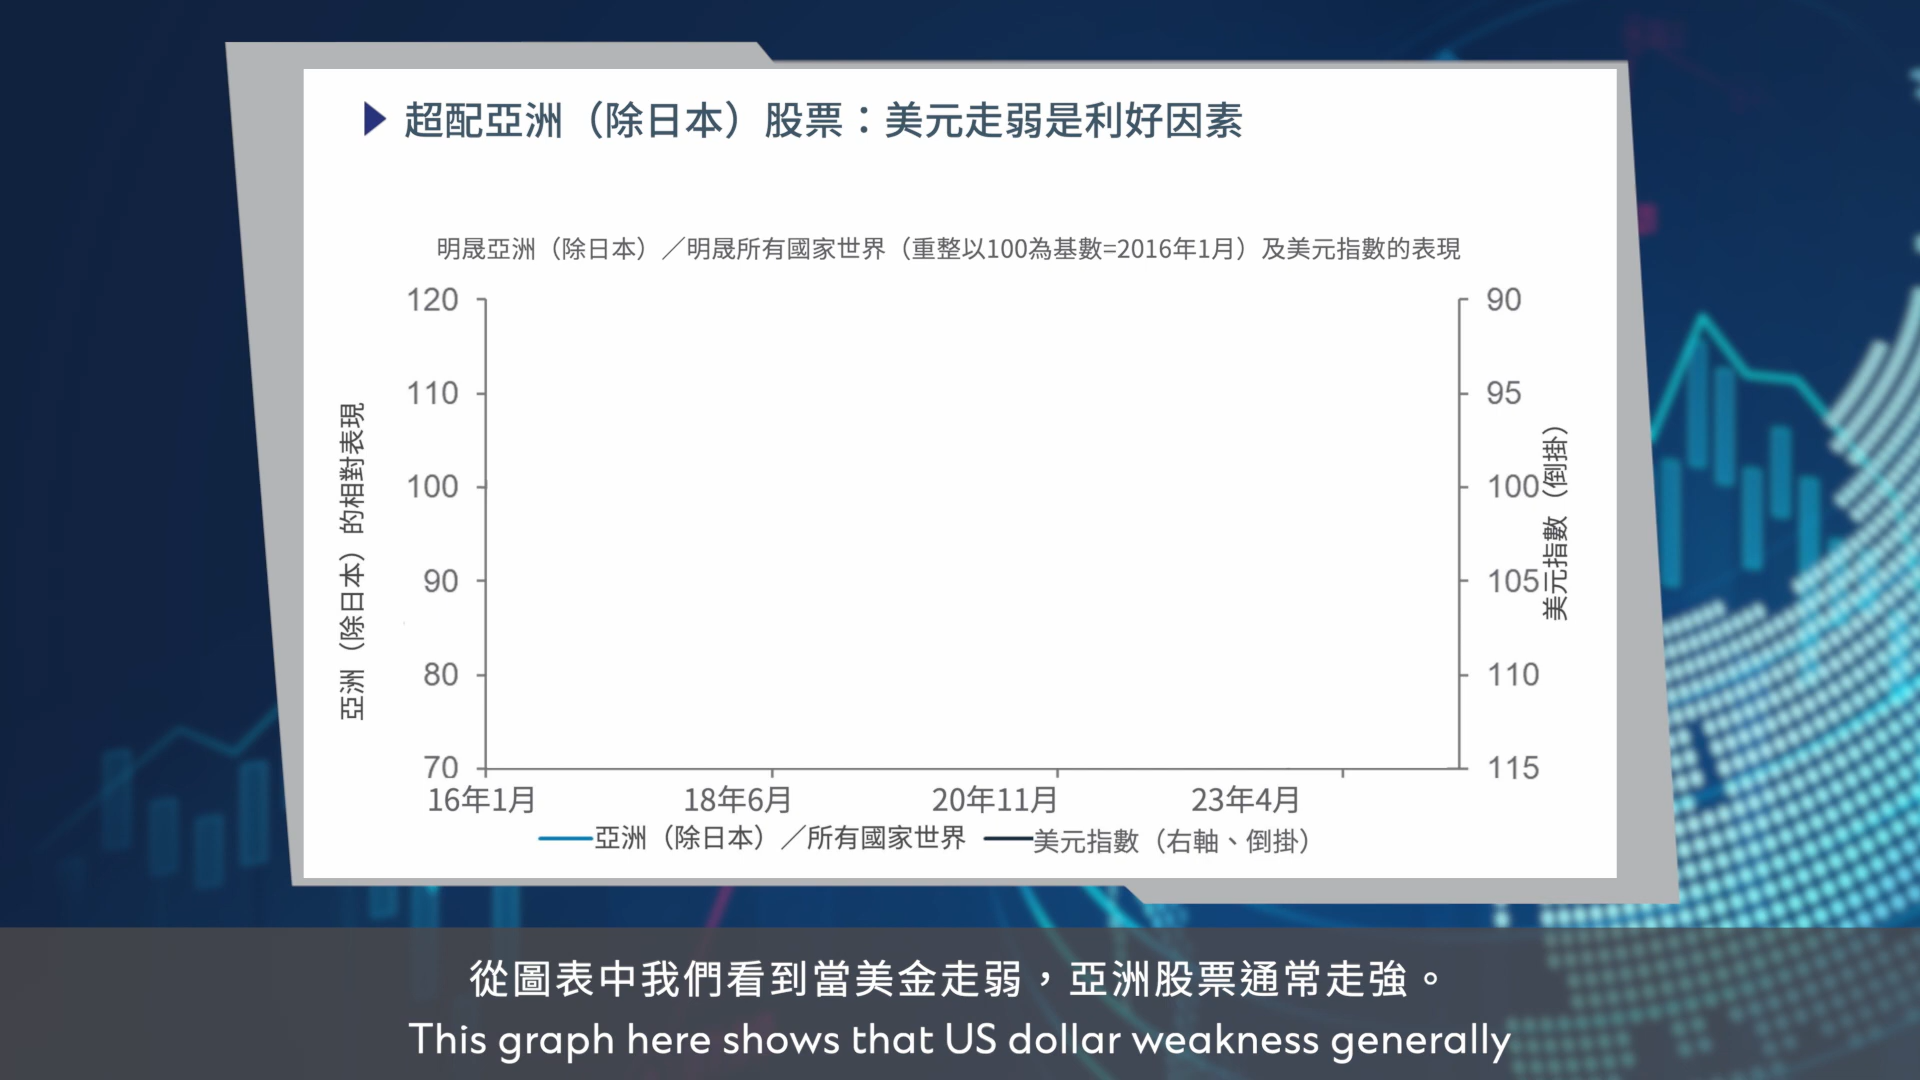 超配亞洲（除日本）股票：美元走弱是利好因素
明晟亞洲（除日本）／明晟所有國家世界（重整以100為基數=2016年1月）及美元指數的表現
亞洲（除日本）的相對表現
120
110
100
90
80
70
90
95
100
105
110
115
美元指數（倒掛）
16年1月 18年6月 20年11月 23年4月
亞洲（除日本）／所有國家世界 美元指數（右軸、倒掛）
從圖表中我們看到當美金走弱，亞洲股票通常走強。
This graph here shows that US dollar weakness generally